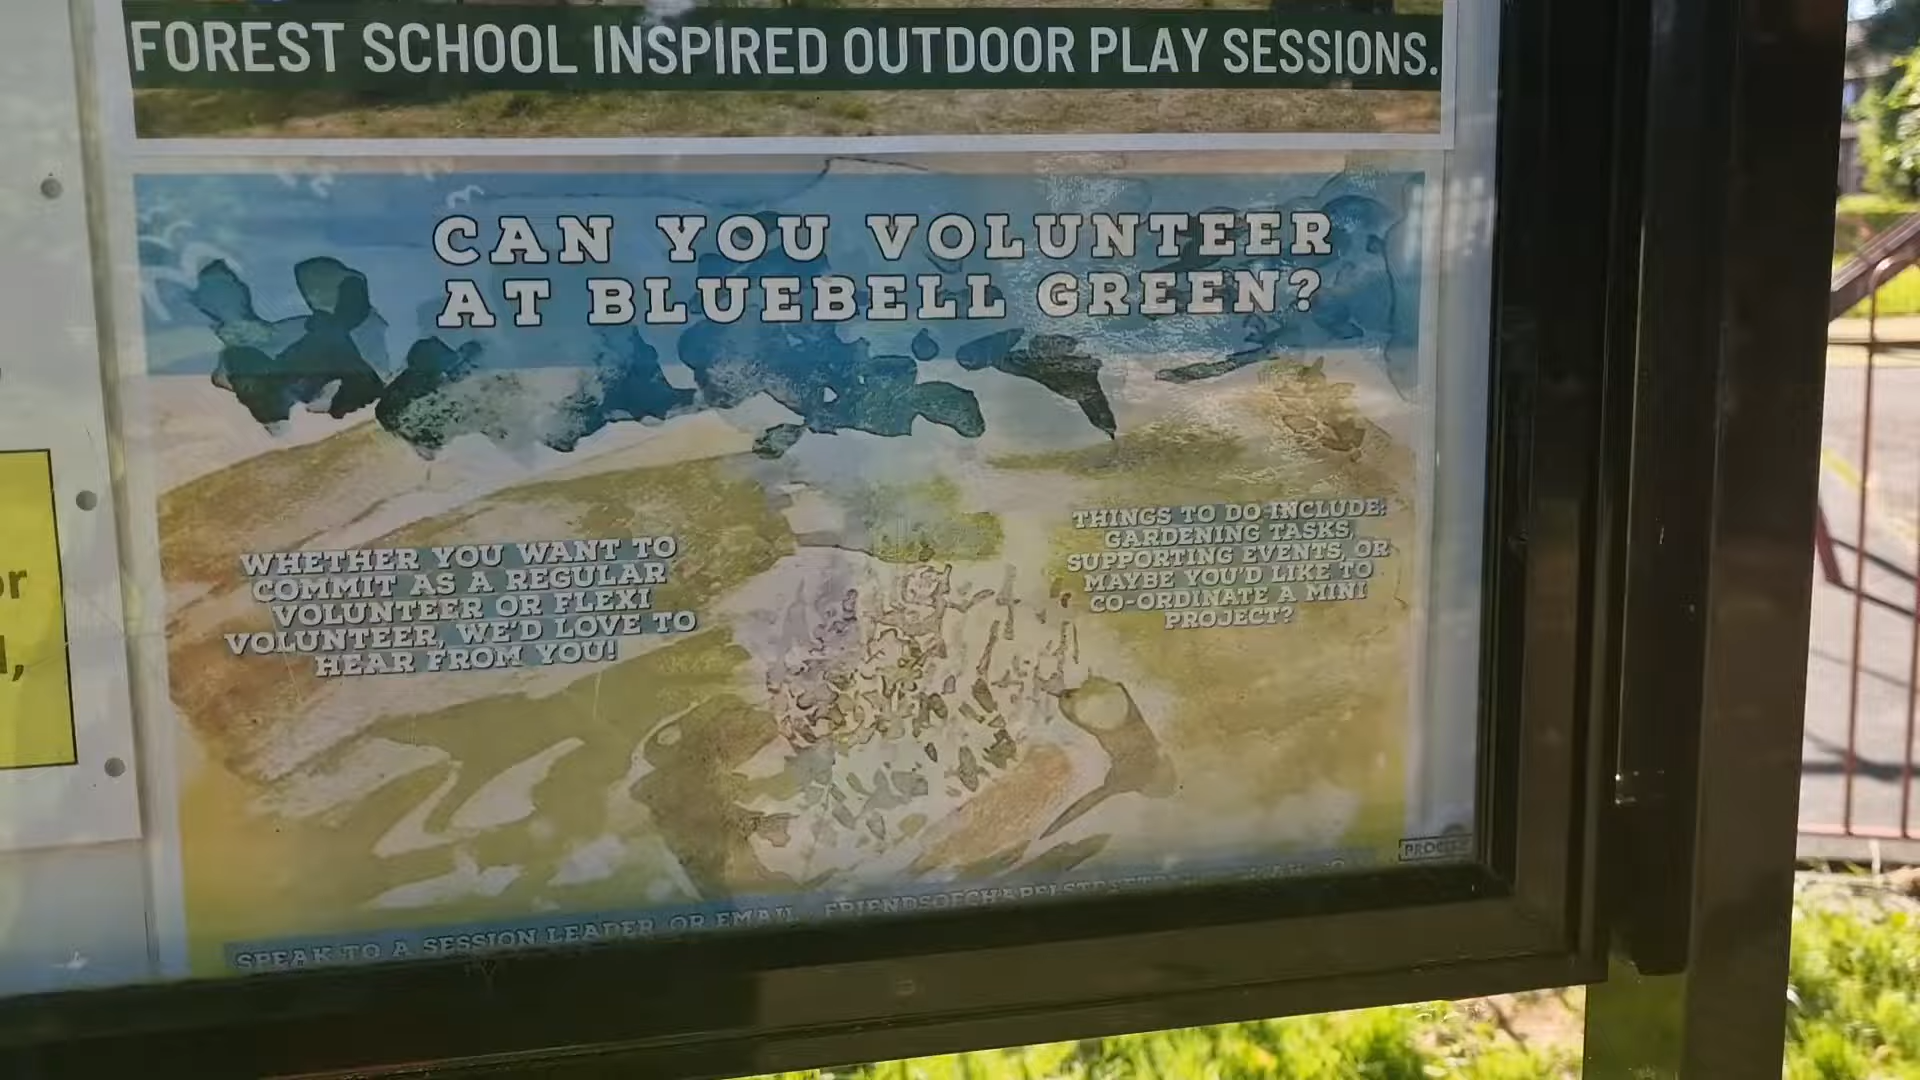 FOREST SCHOOL INSPIRED OUTDOOR PLAY SESSIONS.
CAN YOU VOLUNTEER
AT BLUEBELL GREEN?
WHETHER YOU WANT TO
COMMIT AS A REGULAR
VOLUNTEER OR FLEXI
VOLUNTEER, WE'D LOVE TO
HEAR FROM YOU!
THINGS TO DO INCLUDE:
GARDENING TASKS,
SUPPORTING EVENTS, OR
MAYBE YOU'D LIKE TO
CO-ORDINATE A MINI
PROJECT?
or
SPEAK TO A SESSION LEADER, OR EMAIL